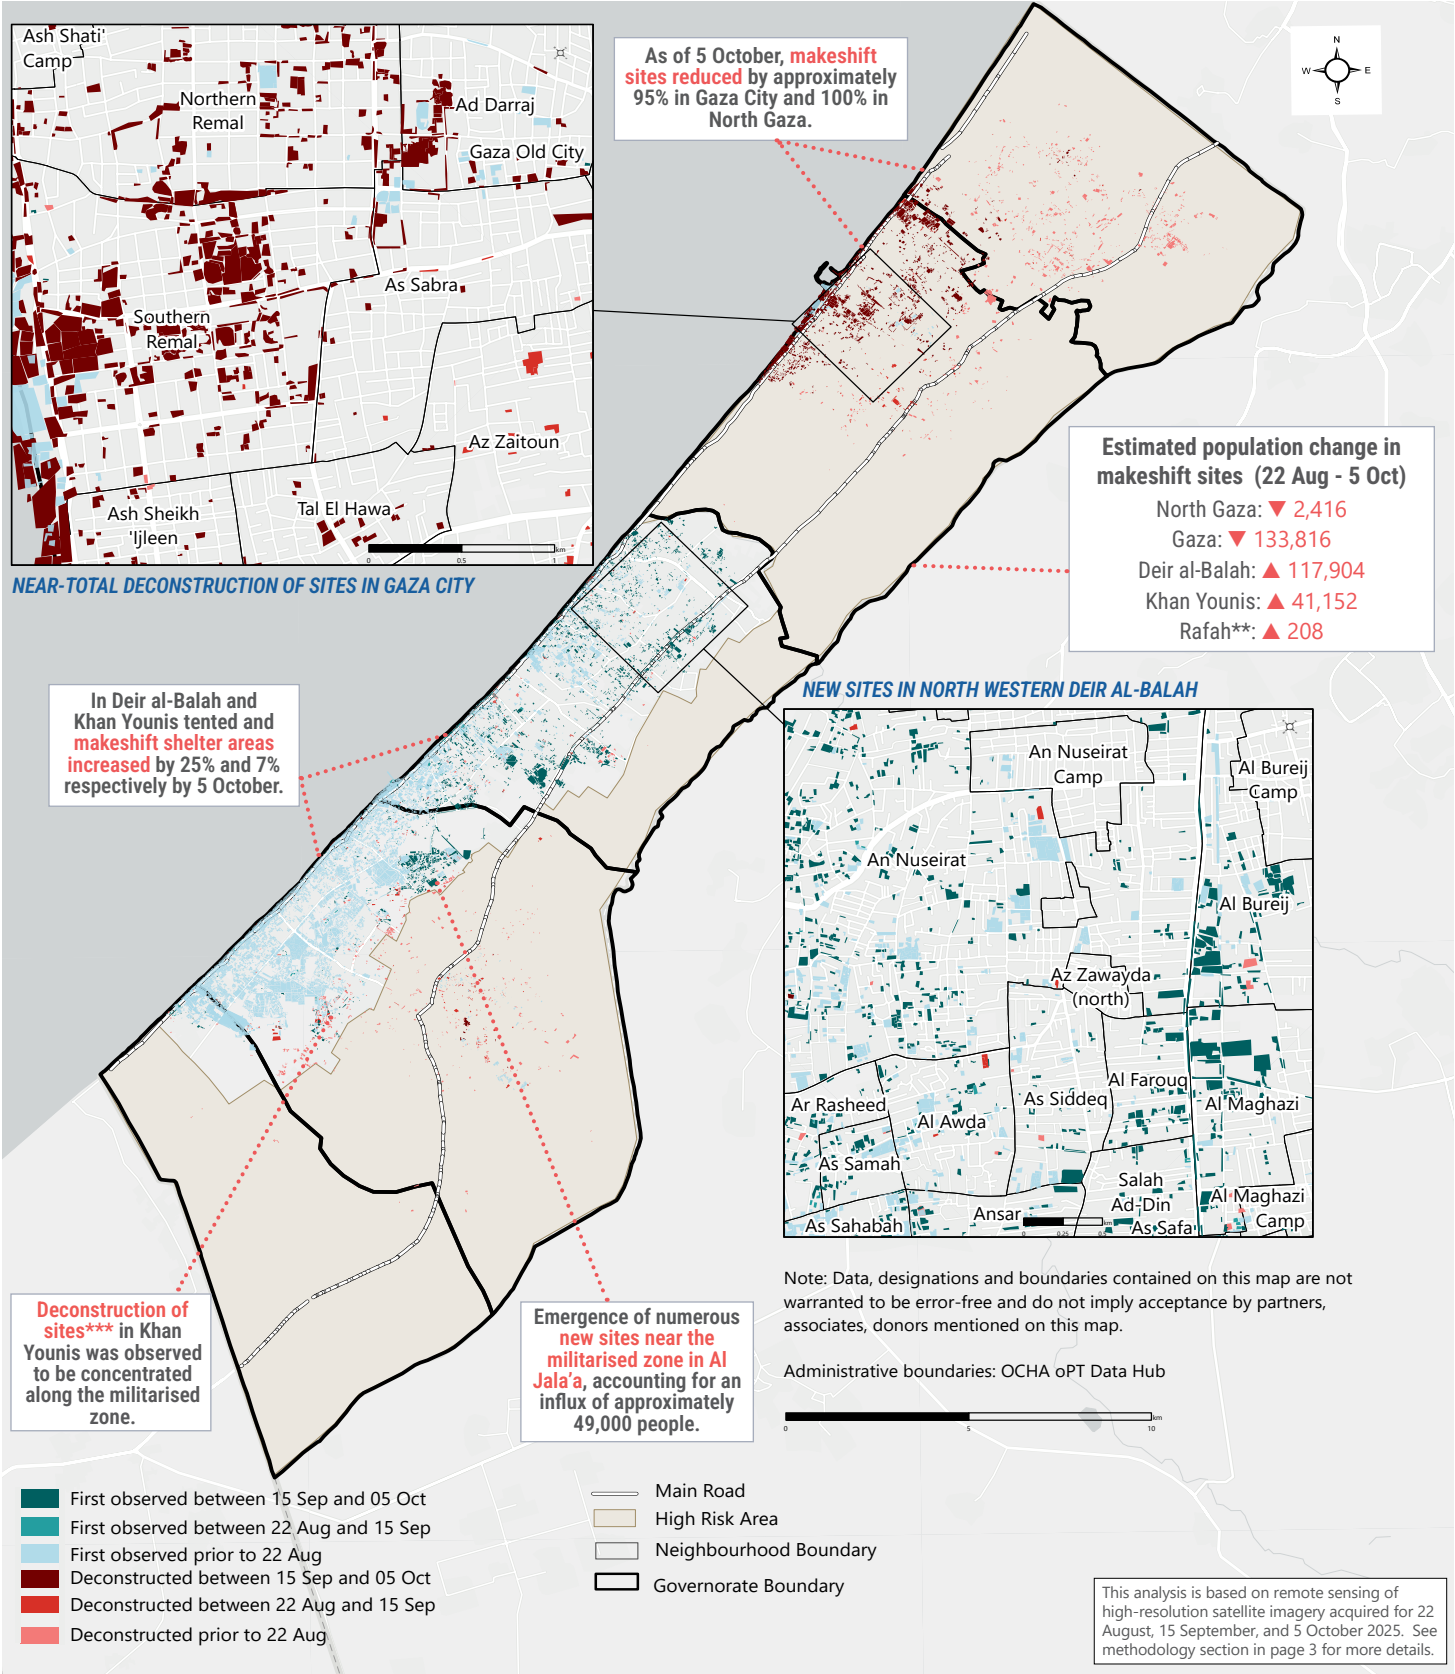 Ash Shati'
Camp
Northern
Remal
Ad Darraj
Gaza Old City
As Sabra
Southern
Remal
Az Zaitoun
Ash Sheikh
'Ijleen
Tal El Hawa
0
0.5
1
km
NEAR-TOTAL DECONSTRUCTION OF SITES IN GAZA CITY
As of 5 October, makeshift
sites reduced by approximately
95% in Gaza City and 100% in
North Gaza.
N
W
E
S
Estimated population change in
makeshift sites (22 Aug - 5 Oct)
North Gaza: ▼ 2,416
Gaza: ▼ 133,816
Deir al-Balah: ▲ 117,904
Khan Younis: ▲ 41,152
Rafah**: ▲ 208
In Deir al-Balah and
Khan Younis tented and
makeshift shelter areas
increased by 25% and 7%
respectively by 5 October.
NEW SITES IN NORTH WESTERN DEIR AL-BALAH
An Nuseirat
Camp
Al Bureij
Camp
An Nuseirat
Al Bureij
Az Zawayda
(north)
Al Farouq
As Siddeq
Ar Rasheed
Al Maghazi
Al Awda
As Samah
Salah
Ad-Din
Al Maghazi
Camp
Ansar
As Sahabah
As Safa
0
0.25
0.5
km
Deconstruction of
sites*** in Khan
Younis was observed
to be concentrated
along the militarised
zone.
Emergence of numerous
new sites near the
militarised zone in Al
Jala'a, accounting for an
influx of approximately
49,000 people.
Note: Data, designations and boundaries contained on this map are not
warranted to be error-free and do not imply acceptance by partners,
associates, donors mentioned on this map.
Administrative boundaries: OCHA oPT Data Hub
0
5
10
km
First observed between 15 Sep and 05 Oct
First observed between 22 Aug and 15 Sep
First observed prior to 22 Aug
Deconstructed between 15 Sep and 05 Oct
Deconstructed between 22 Aug and 15 Sep
Deconstructed prior to 22 Aug
Main Road
High Risk Area
Neighbourhood Boundary
Governorate Boundary
This analysis is based on remote sensing of
high-resolution satellite imagery acquired for 22
August, 15 September, and 5 October 2025. See
methodology section in page 3 for more details.